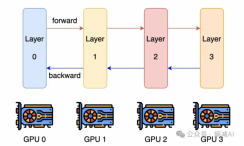 forward
Layer
0
Layer
1
Layer
2
Layer
3
backward
GPU 0
GPU 1
GPU 2
GPU 3